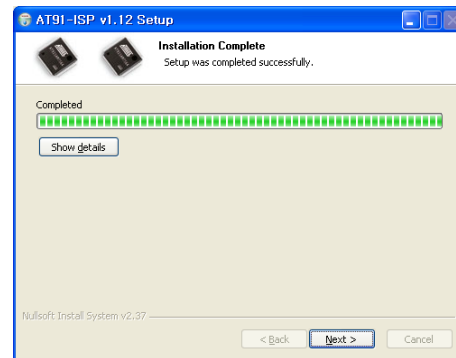 AT91-ISP v1.12 Setup
Installation Complete
Setup was completed successfully.
Completed
Show details
Nullsoft Install System v2.37
< Back
Next >
Cancel